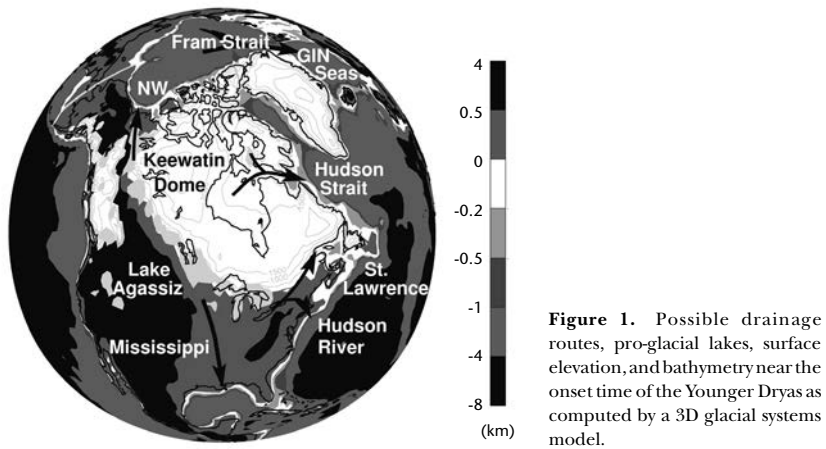 Fram Strait
GIN
Seas
NW
Keewatin
Dome
Hudson
Strait
Lake
Agassiz
St.
Lawrence
Mississippi
Hudson
River
4
0.5
0
-0.2
-0.5
-1
-4
-8
(km)
Figure 1. Possible drainage
routes, pro-glacial lakes, surface
elevation, and bathymetry near the
onset time of the Younger Dryas as
computed by a 3D glacial systems
model.